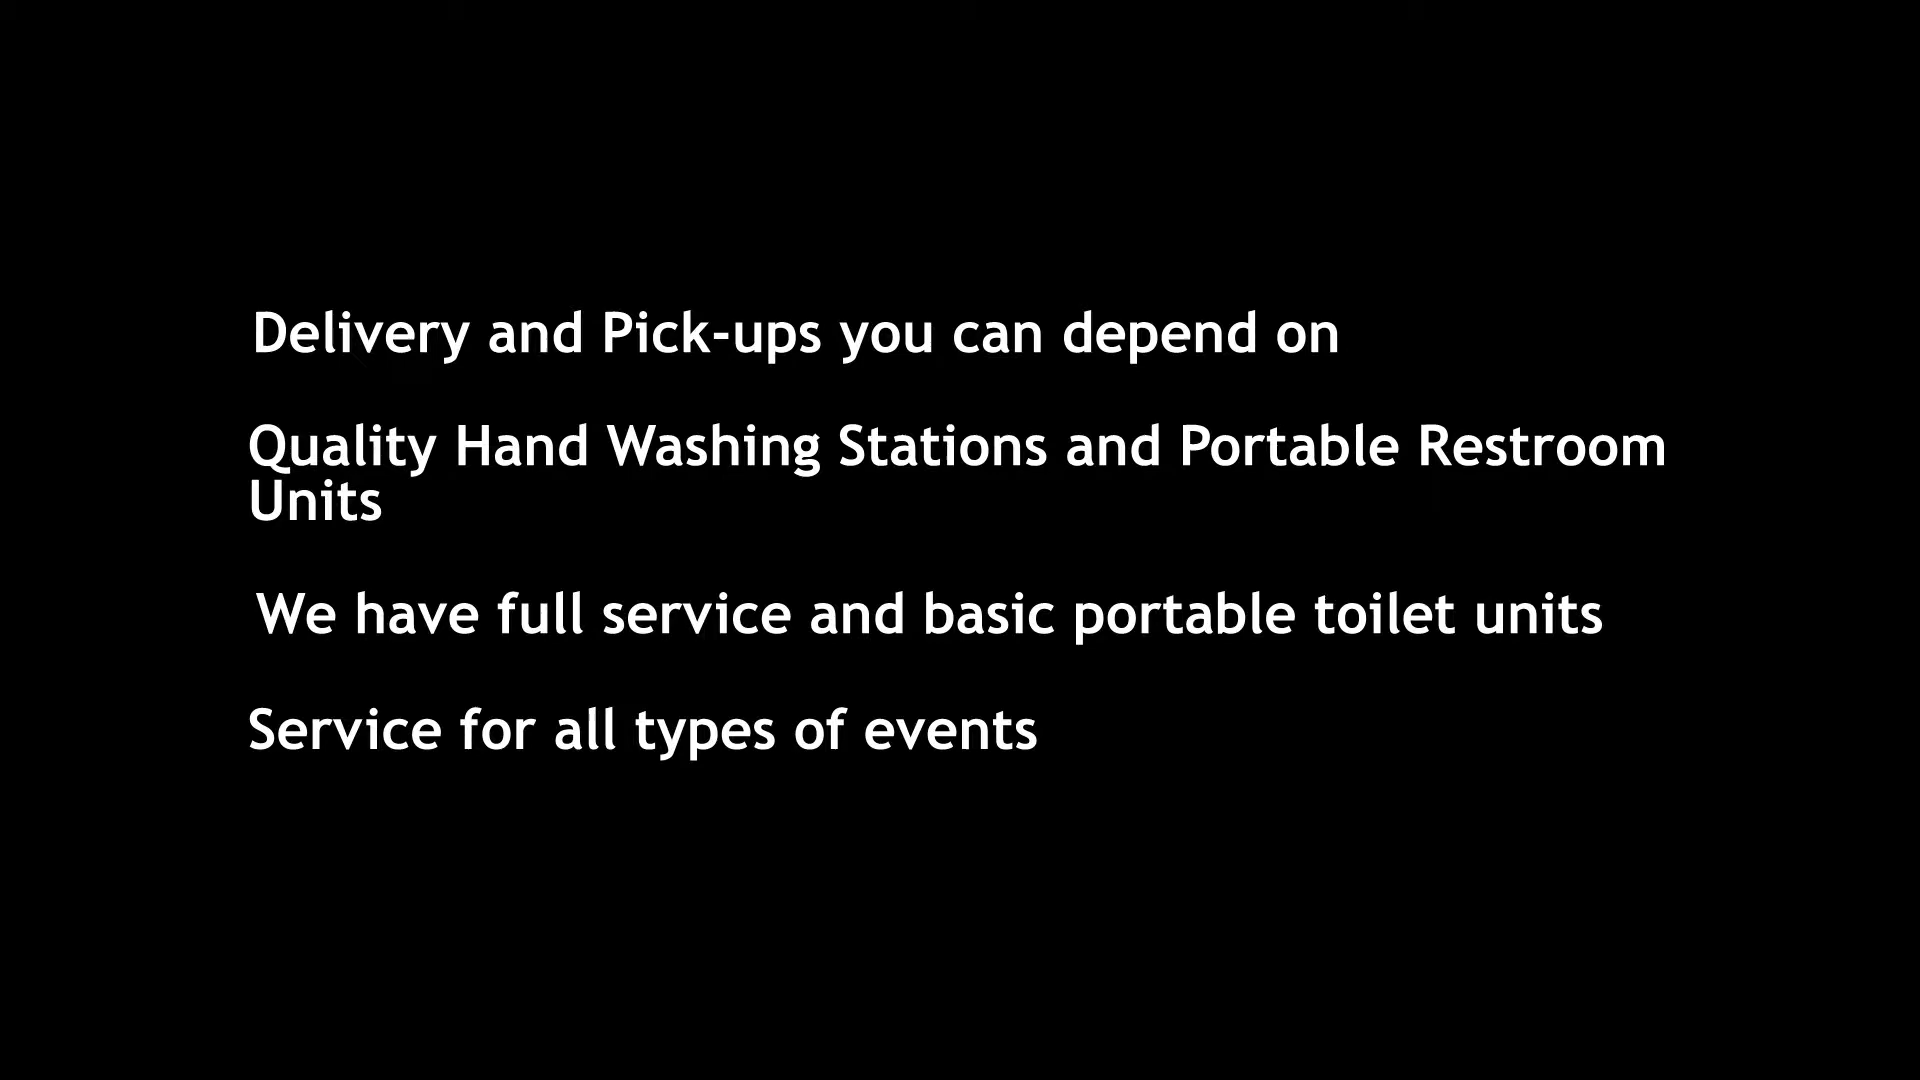 Delivery and Pick-ups you can depend on
Quality Hand Washing Stations and Portable Restroom
Units
We have full service and basic portable toilet units
Service for all types of events